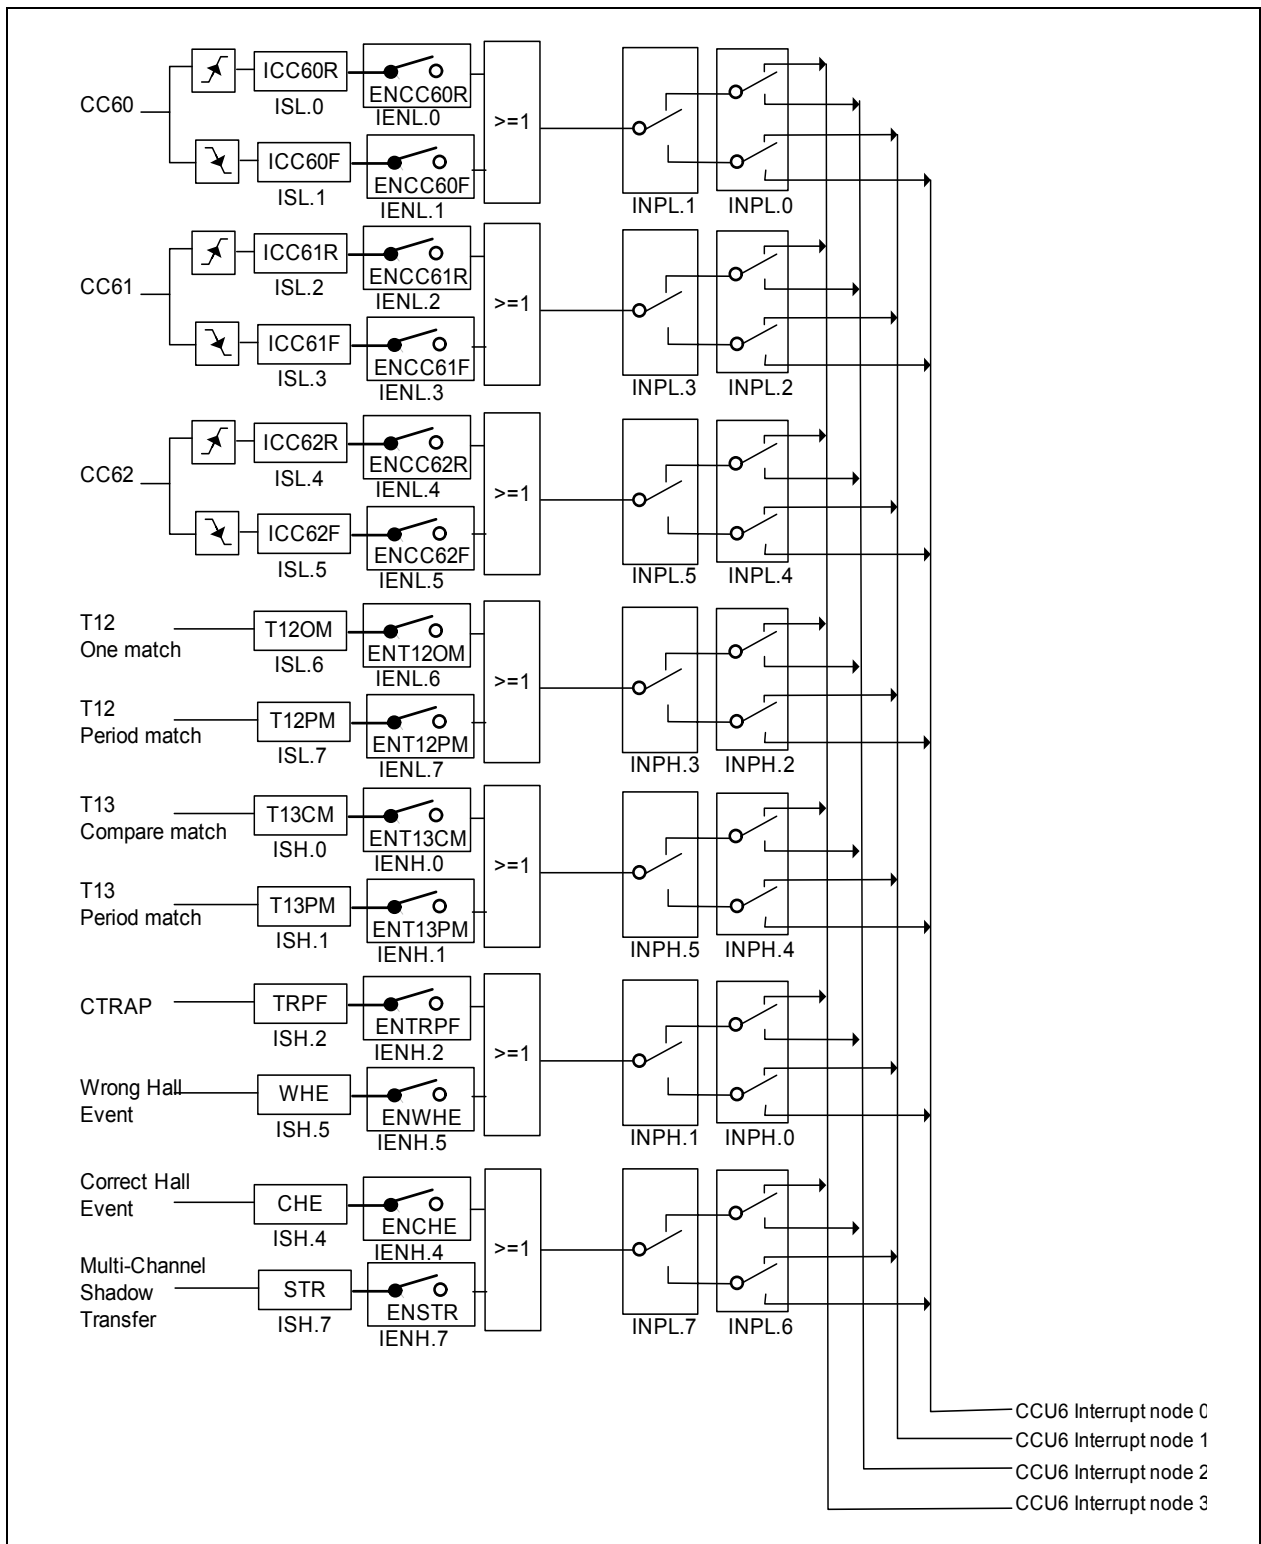 CC60
ICC60R
ISL.0
ENCC60R
IENL.0
ICC60F
ISL.1
ENCC60F
IENL.1
>=1
INPL.1
INPL.0
CC61
ICC61R
ISL.2
ENCC61R
IENL.2
ICC61F
ISL.3
ENCC61F
IENL.3
>=1
INPL.3
INPL.2
CC62
ICC62R
ISL.4
ENCC62R
IENL.4
ICC62F
ISL.5
ENCC62F
IENL.5
>=1
INPL.5
INPL.4
T12
One match
T12OM
ISL.6
ENT12OM
IENL.6
T12
Period match
T12PM
ISL.7
ENT12PM
IENL.7
>=1
INPH.3
INPH.2
T13
Compare match
T13CM
ISH.0
ENT13CM
IENH.0
T13
Period match
T13PM
ISH.1
ENT13PM
IENH.1
>=1
INPH.5
INPH.4
CTRAP
TRPF
ISH.2
ENTRPF
IENH.2
Wrong Hall
Event
WHE
ISH.5
ENWHE
IENH.5
>=1
INPH.1
INPH.0
Correct Hall
Event
CHE
ISH.4
ENCHE
IENH.4
Multi-Channel
Shadow
Transfer
STR
ISH.7
ENSTR
IENH.7
>=1
INPL.7
INPL.6
CCU6 Interrupt node 0
CCU6 Interrupt node 1
CCU6 Interrupt node 2
CCU6 Interrupt node 3